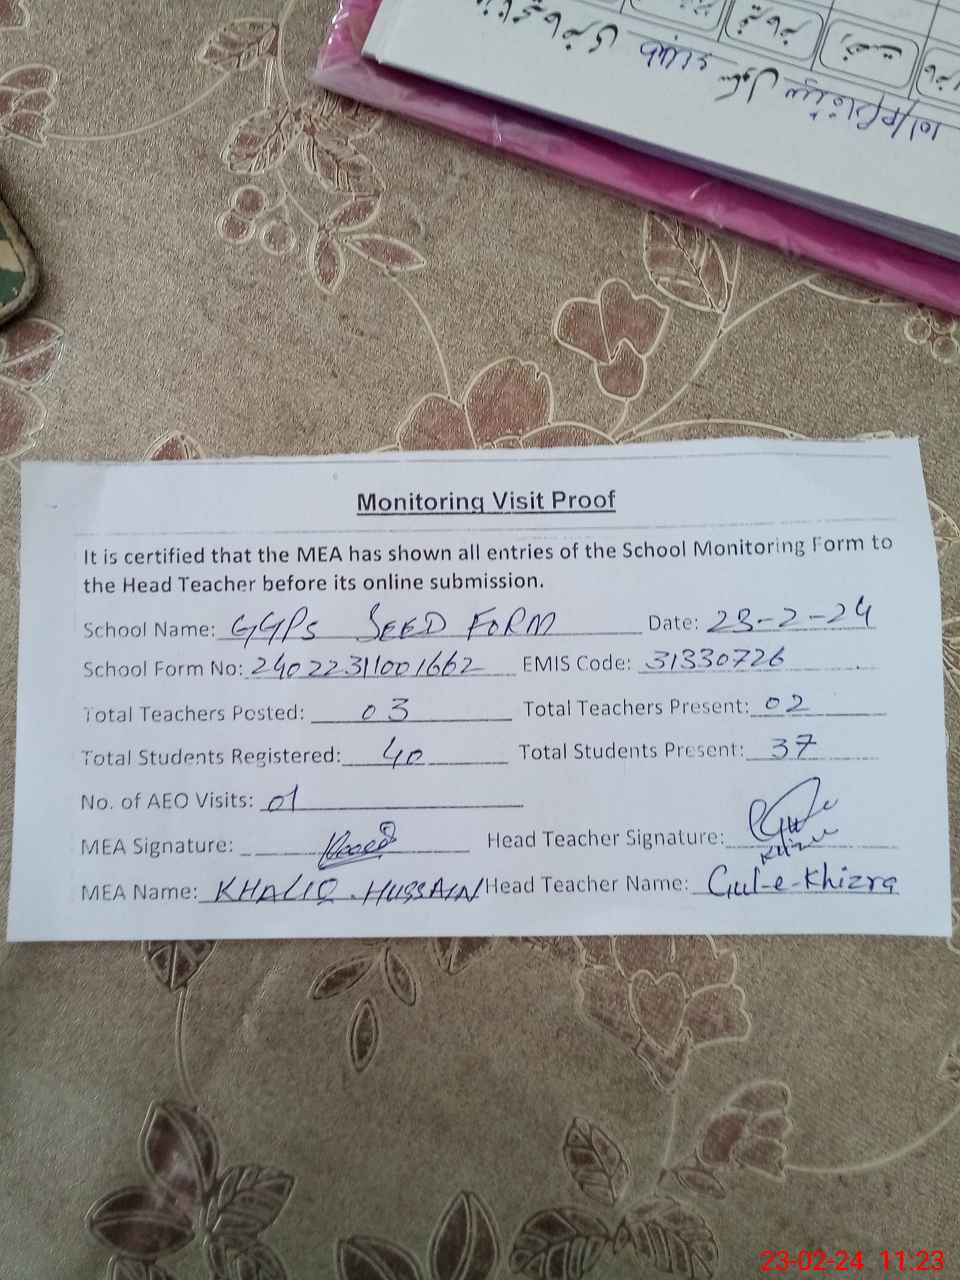 Monitoring Visit Proof
It is certified that the MEA has shown all entries of the School Monitoring Form to
the Head Teacher before its online submission.
School Name: GGPS SEED FORM Date: 23-2-24
School Form No: 24022311001662 EMIS Code: 31330726
Total Teachers Posted: 03 Total Teachers Present: 02
Total Students Registered: 40 Total Students Present: 37
No. of AEO Visits: 01
MEA Signature: Head Teacher Signature:
MEA Name: KHALIQ.HUSSAIN Head Teacher Name: Gul-e-Khizra
23-02-24 11:23